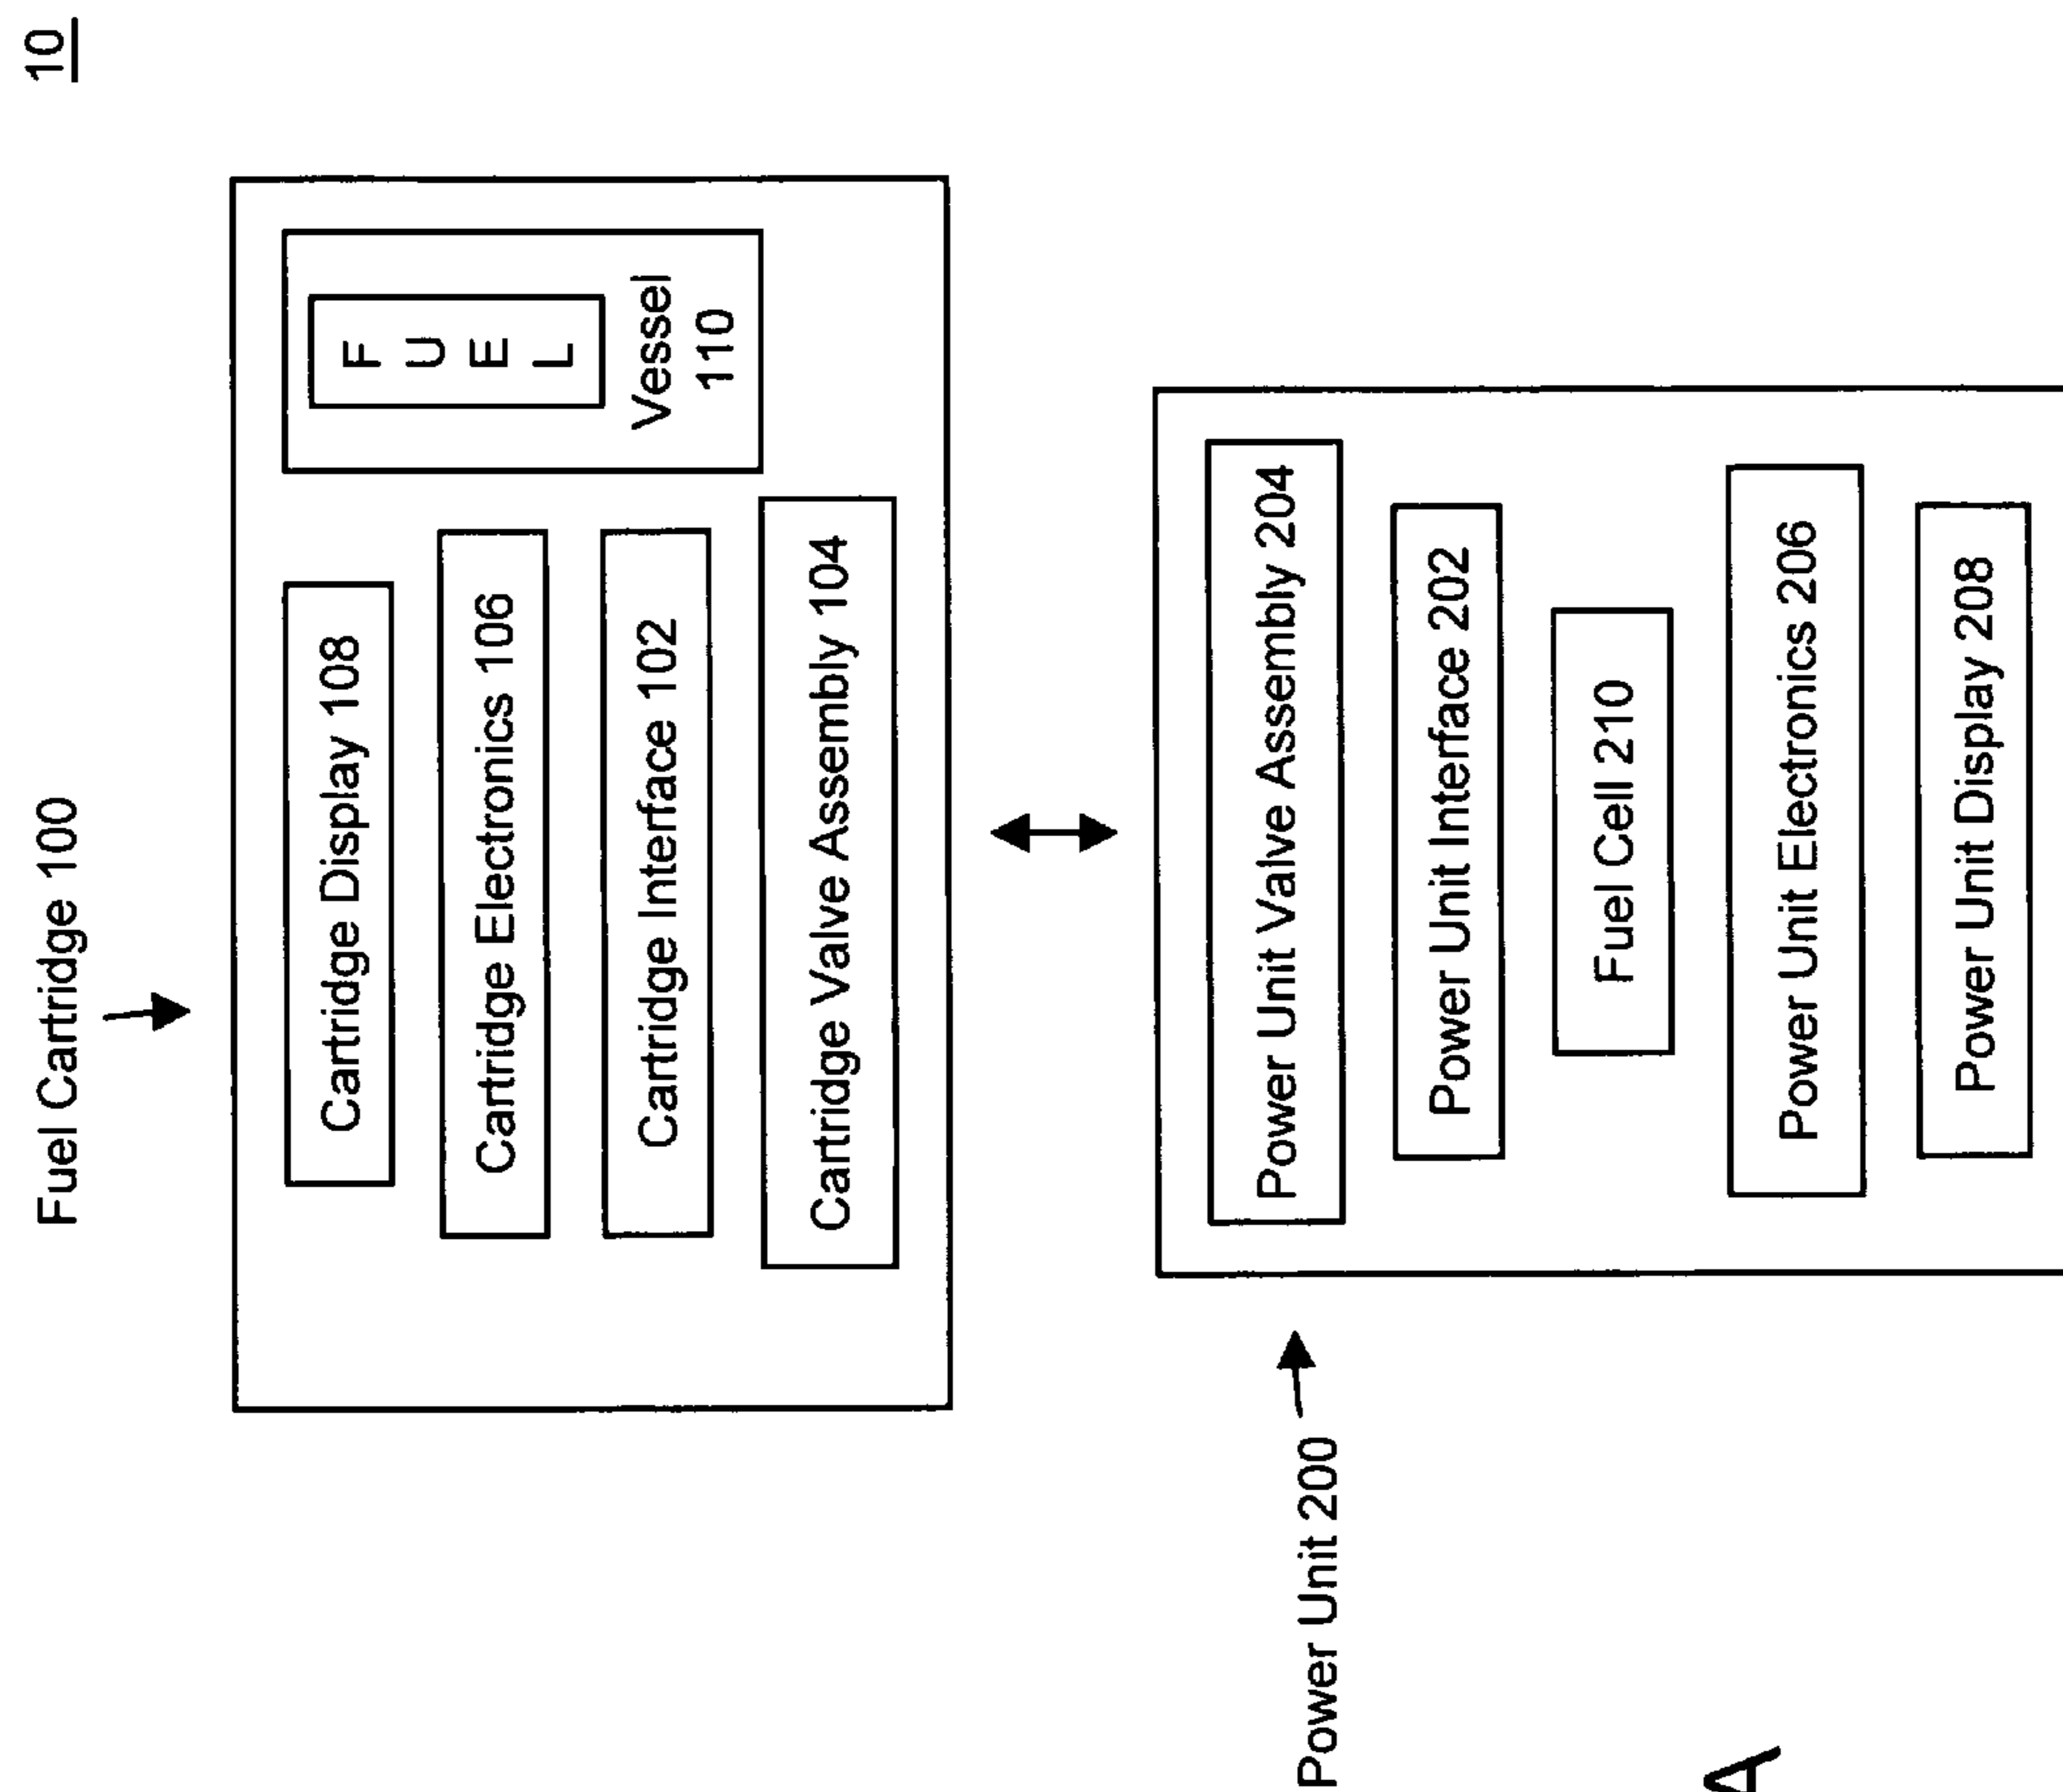 10
Fuel Cartridge 100
Cartridge Display 108
Cartridge Electronics 106
Cartridge Interface 102
Cartridge Valve Assembly 104
F
U
E
L
Vessel
110
Power Unit 200
Power Unit Valve Assembly 204
Power Unit Interface 202
Fuel Cell 210
Power Unit Electronics 206
Power Unit Display 208
A